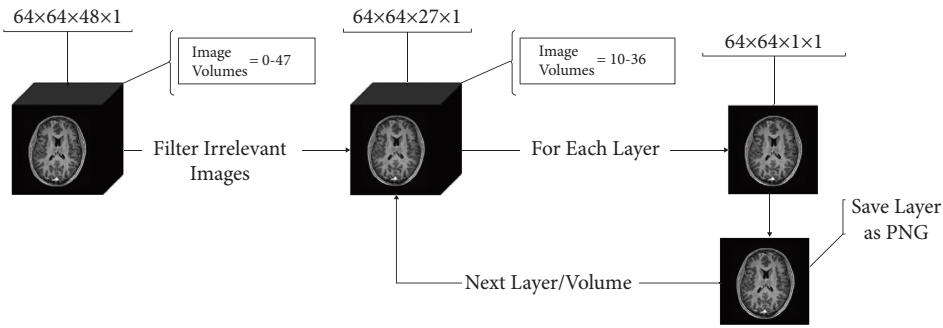 64×64×48×1
Image
Volumes = 0-47
Filter Irrelevant
Images
64×64×27×1
Image
Volumes = 10-36
For Each Layer
64×64×1×1
Save Layer
as PNG
Next Layer/Volume